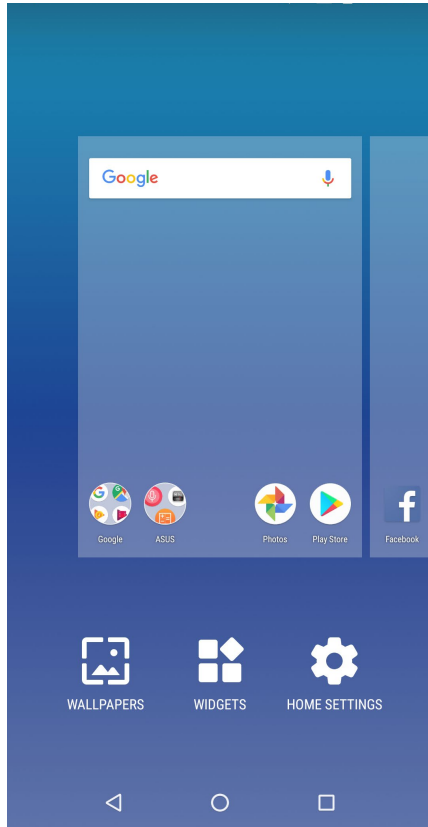 Google
Google
ASUS
Photos
Play Store
Facebook
WALLPAPERS
WIDGETS
HOME SETTINGS